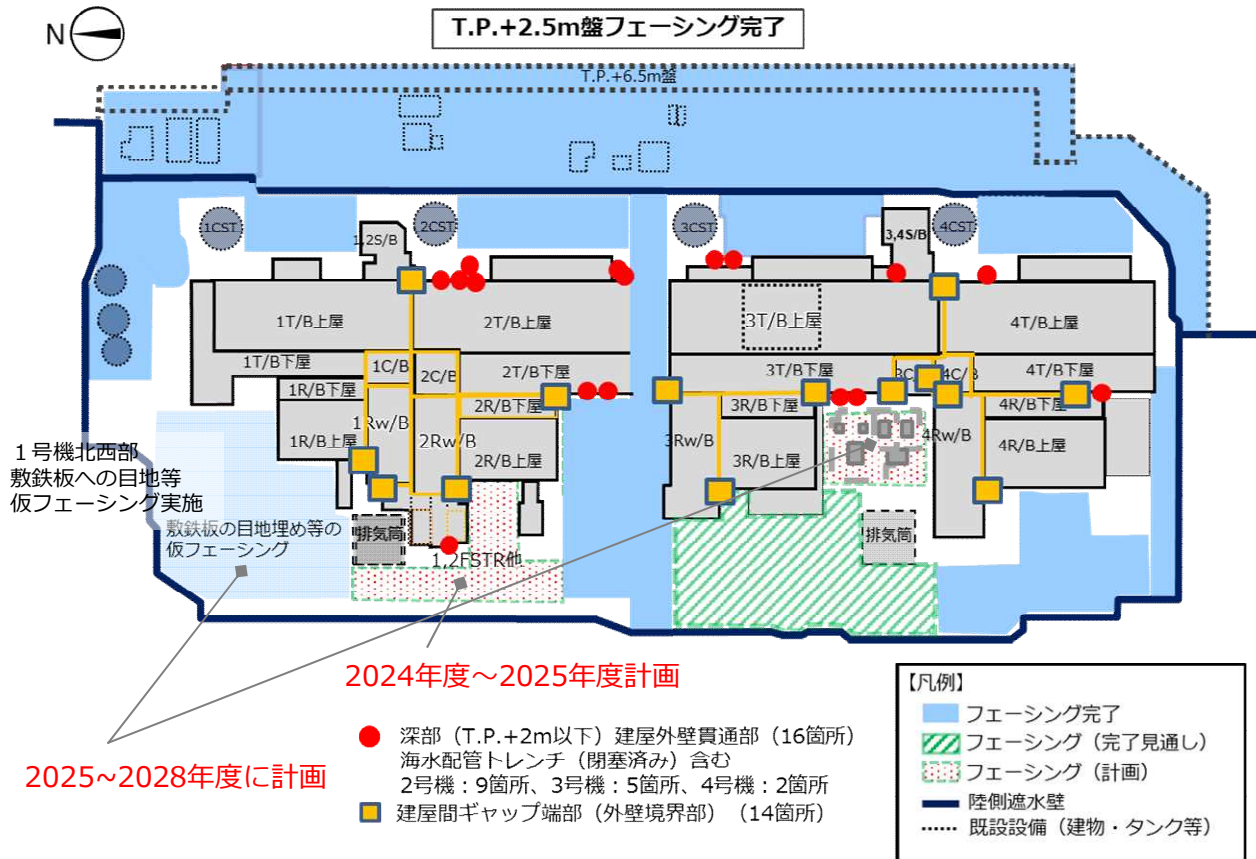 N
T.P.+2.5m盤フェーシング完了
T.P.+6.5m盤
1CST
1,2S/B
2CST
3CST
3,4S/B
4CST
1T/B上屋
2T/B上屋
3T/B上屋
4T/B上屋
1T/B下屋
1C/B
2C/B
2T/B下屋
3T/B下屋
3C/B
4C/B
4T/B下屋
1R/B下屋
2R/B下屋
3R/B下屋
4R/B下屋
1R/B上屋
1Rw/B
2Rw/B
2R/B上屋
3Rw/B
3R/B上屋
4Rw/B
4R/B上屋
1号機北西部
敷鉄板への目地等
仮フェーシング実施
敷鉄板の目地埋め等の
仮フェーシング
排気筒
1,2FSTR他
排気筒
2024年度～2025年度計画
2025~2028年度に計画
深部（T.P.+2m以下）建屋外壁貫通部（16箇所）
海水配管トレンチ（閉塞済み）含む
2号機：9箇所、3号機：5箇所、4号機：2箇所
建屋間ギャップ端部（外壁境界部）（14箇所）
【凡例】
フェーシング完了
フェーシング（完了見通し）
フェーシング（計画）
陸側遮水壁
既設設備（建物・タンク等）